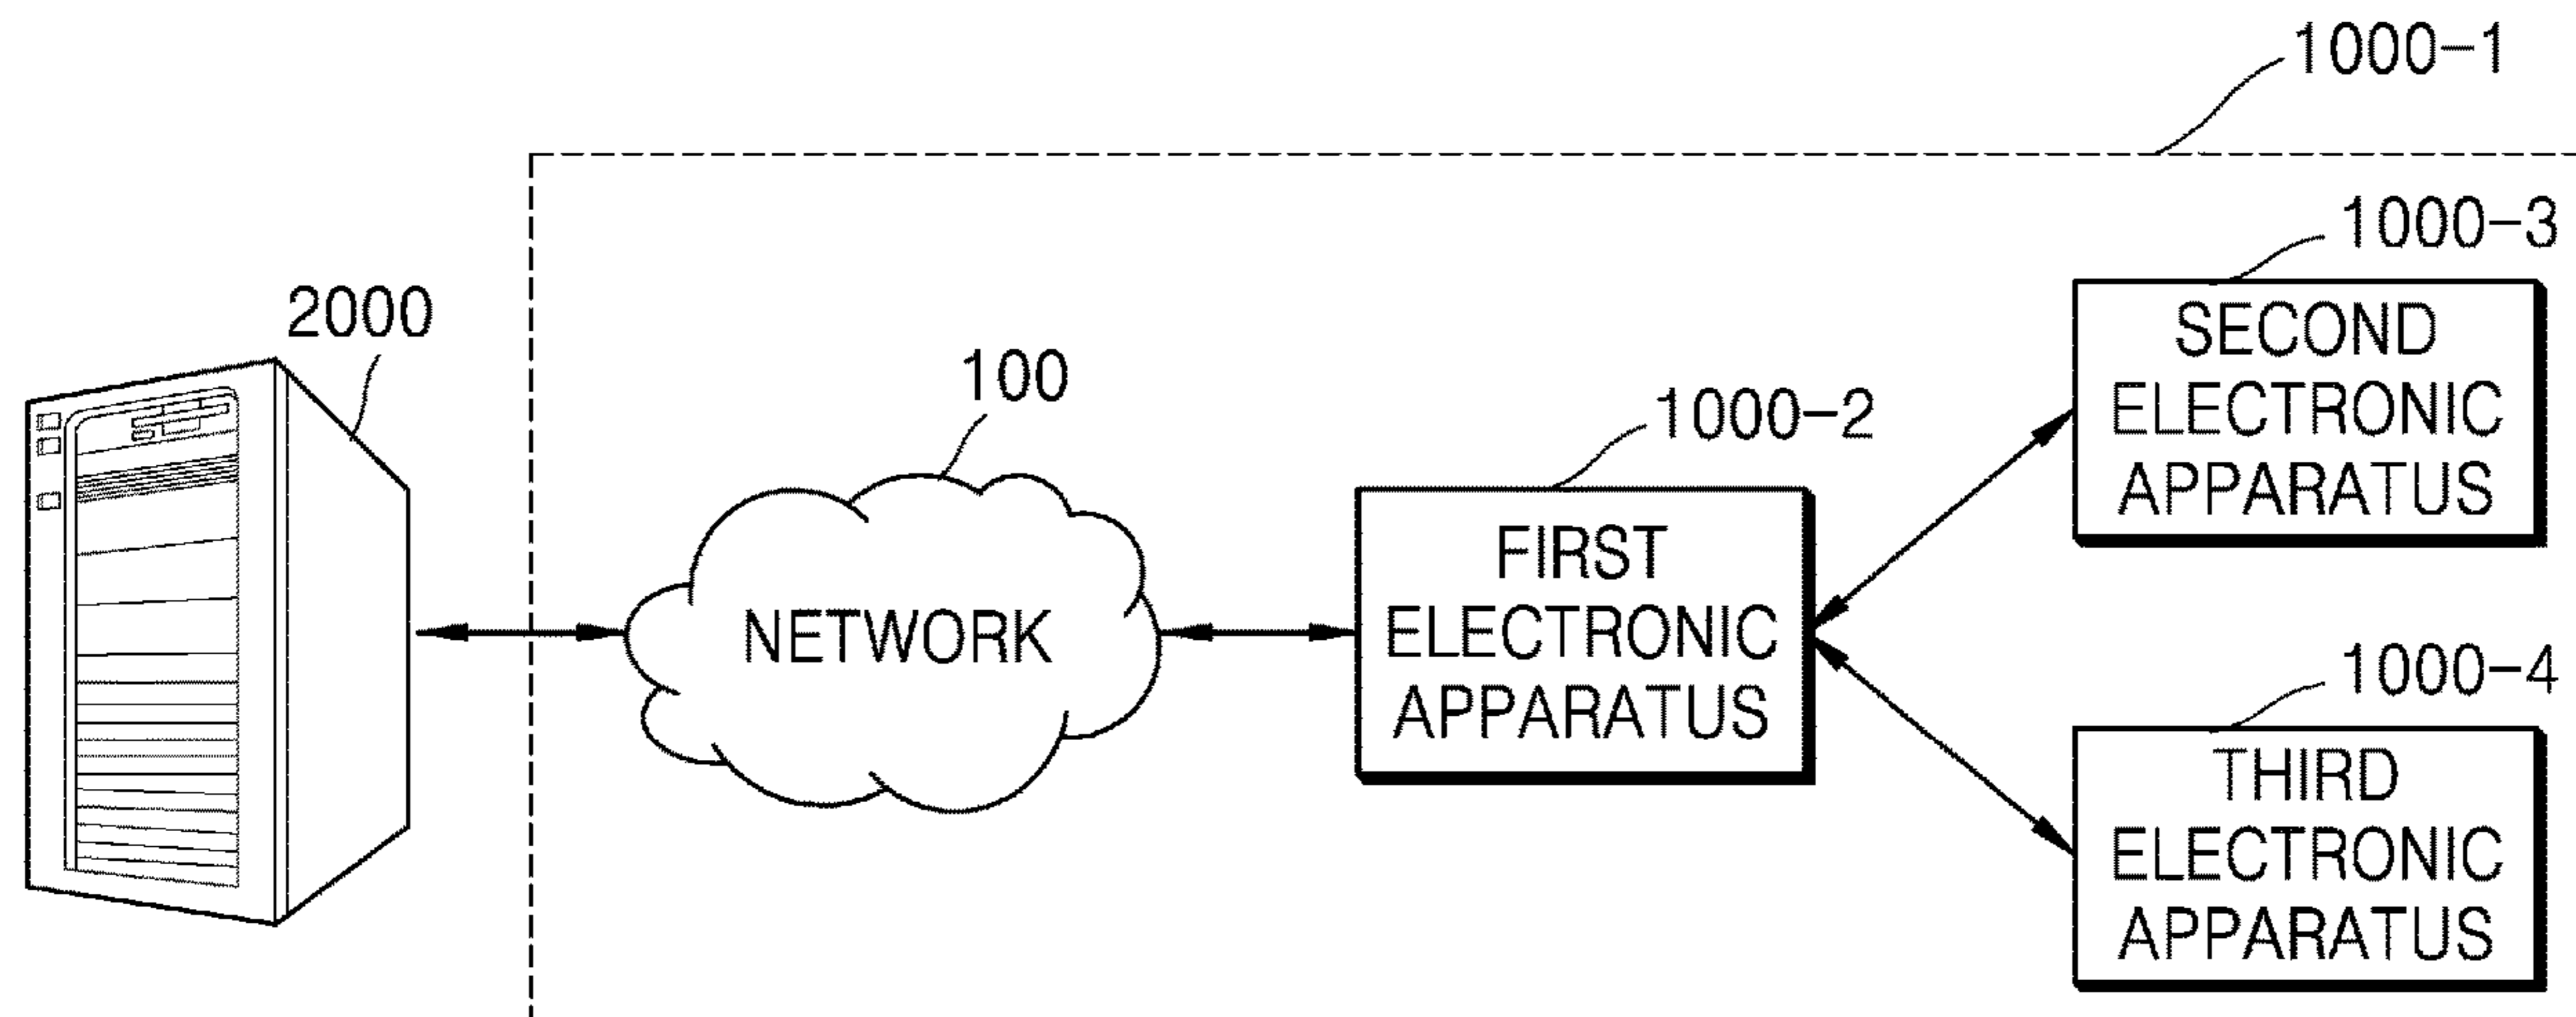 1000-1
1000-3
SECOND
ELECTRONIC
APPARATUS
2000
100
NETWORK
1000-2
FIRST
ELECTRONIC
APPARATUS
1000-4
THIRD
ELECTRONIC
APPARATUS